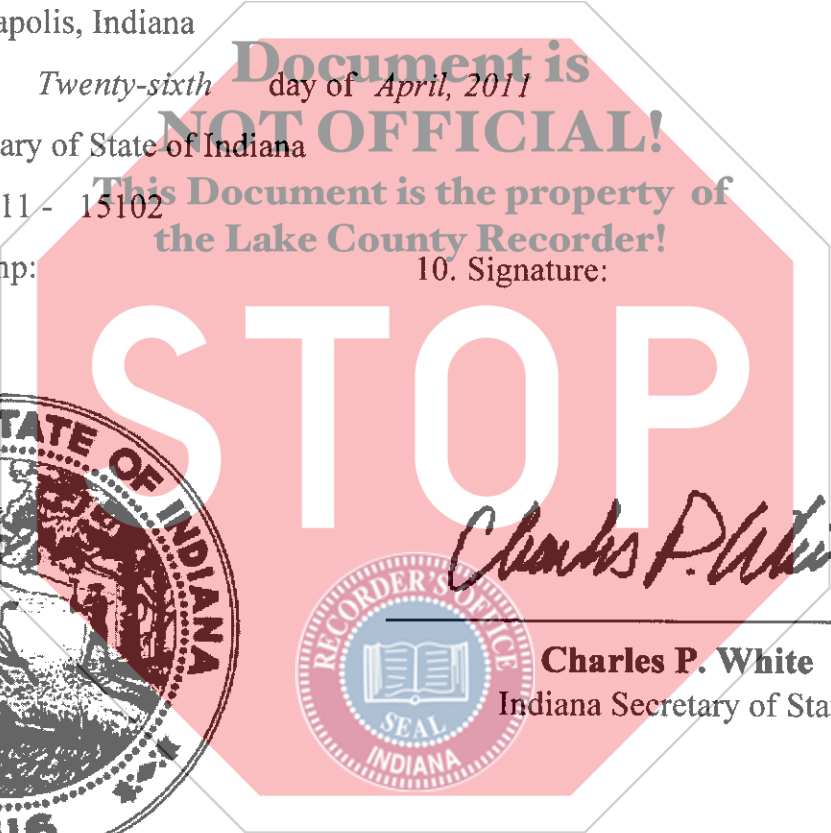 apolis, Indiana
Document is
Twenty-sixth day of April, 2011
NOT OFFICIAL!
ary of State of Indiana
This Document is the property of
11 - 15102
the Lake County Recorder!
np:
10. Signature:
STOP
TATE OF INDIANA
Charles P. Whi
RECORDER'S OFFICE
SEAL
INDIANA
Charles P. White
Indiana Secretary of Sta